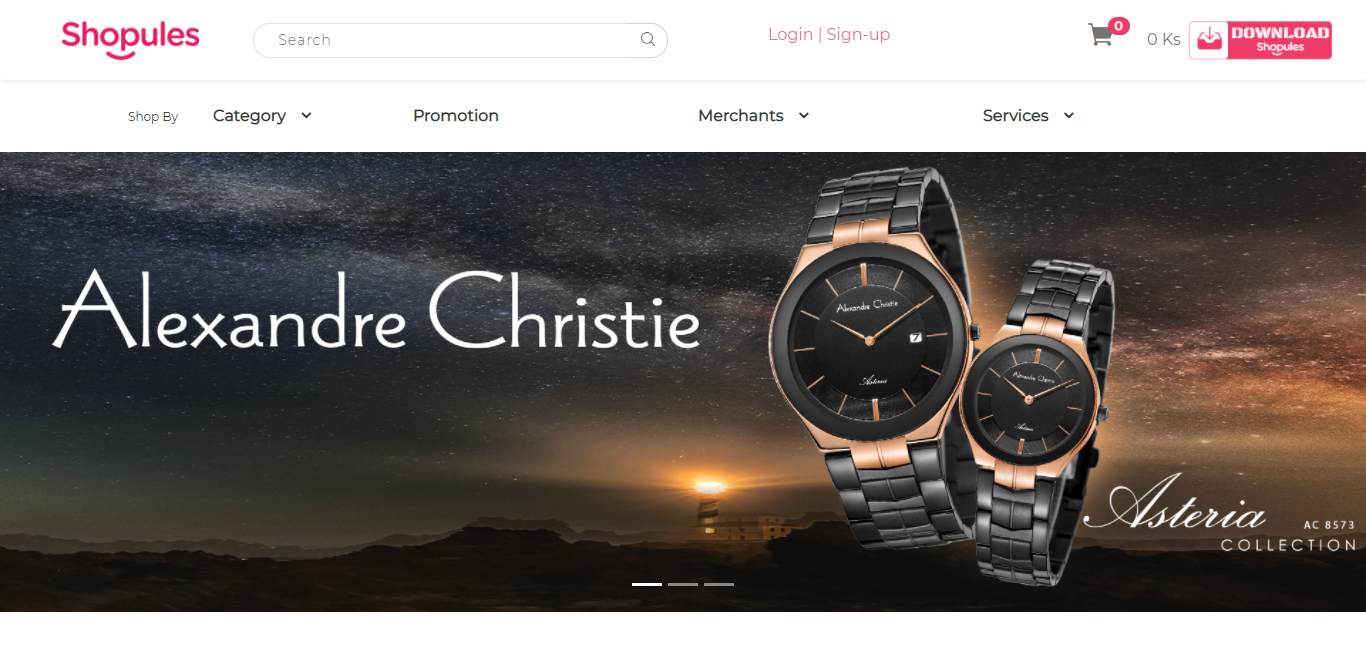 Shopules
Search
Login | Sign-up
0
0 Ks
DOWNLOAD
Shopules
Shop By
Category
Promotion
Merchants
Services
Alexandre Christie
Alexandre Christie
7
Asteria
Alexandre Christie
Asteria
Asteria
AC 8573
COLLECTION